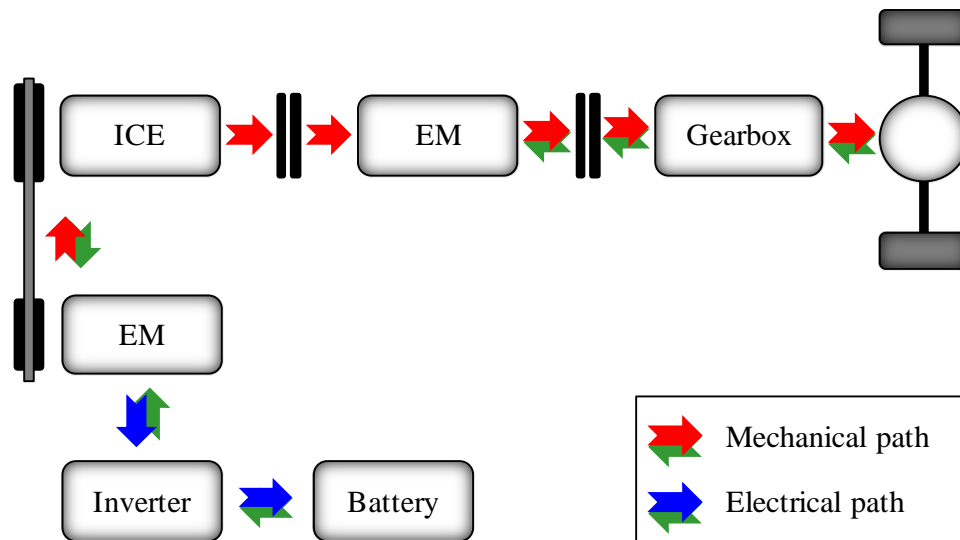 ICE
EM
Gearbox
EM
Mechanical path
Inverter
Battery
Electrical path